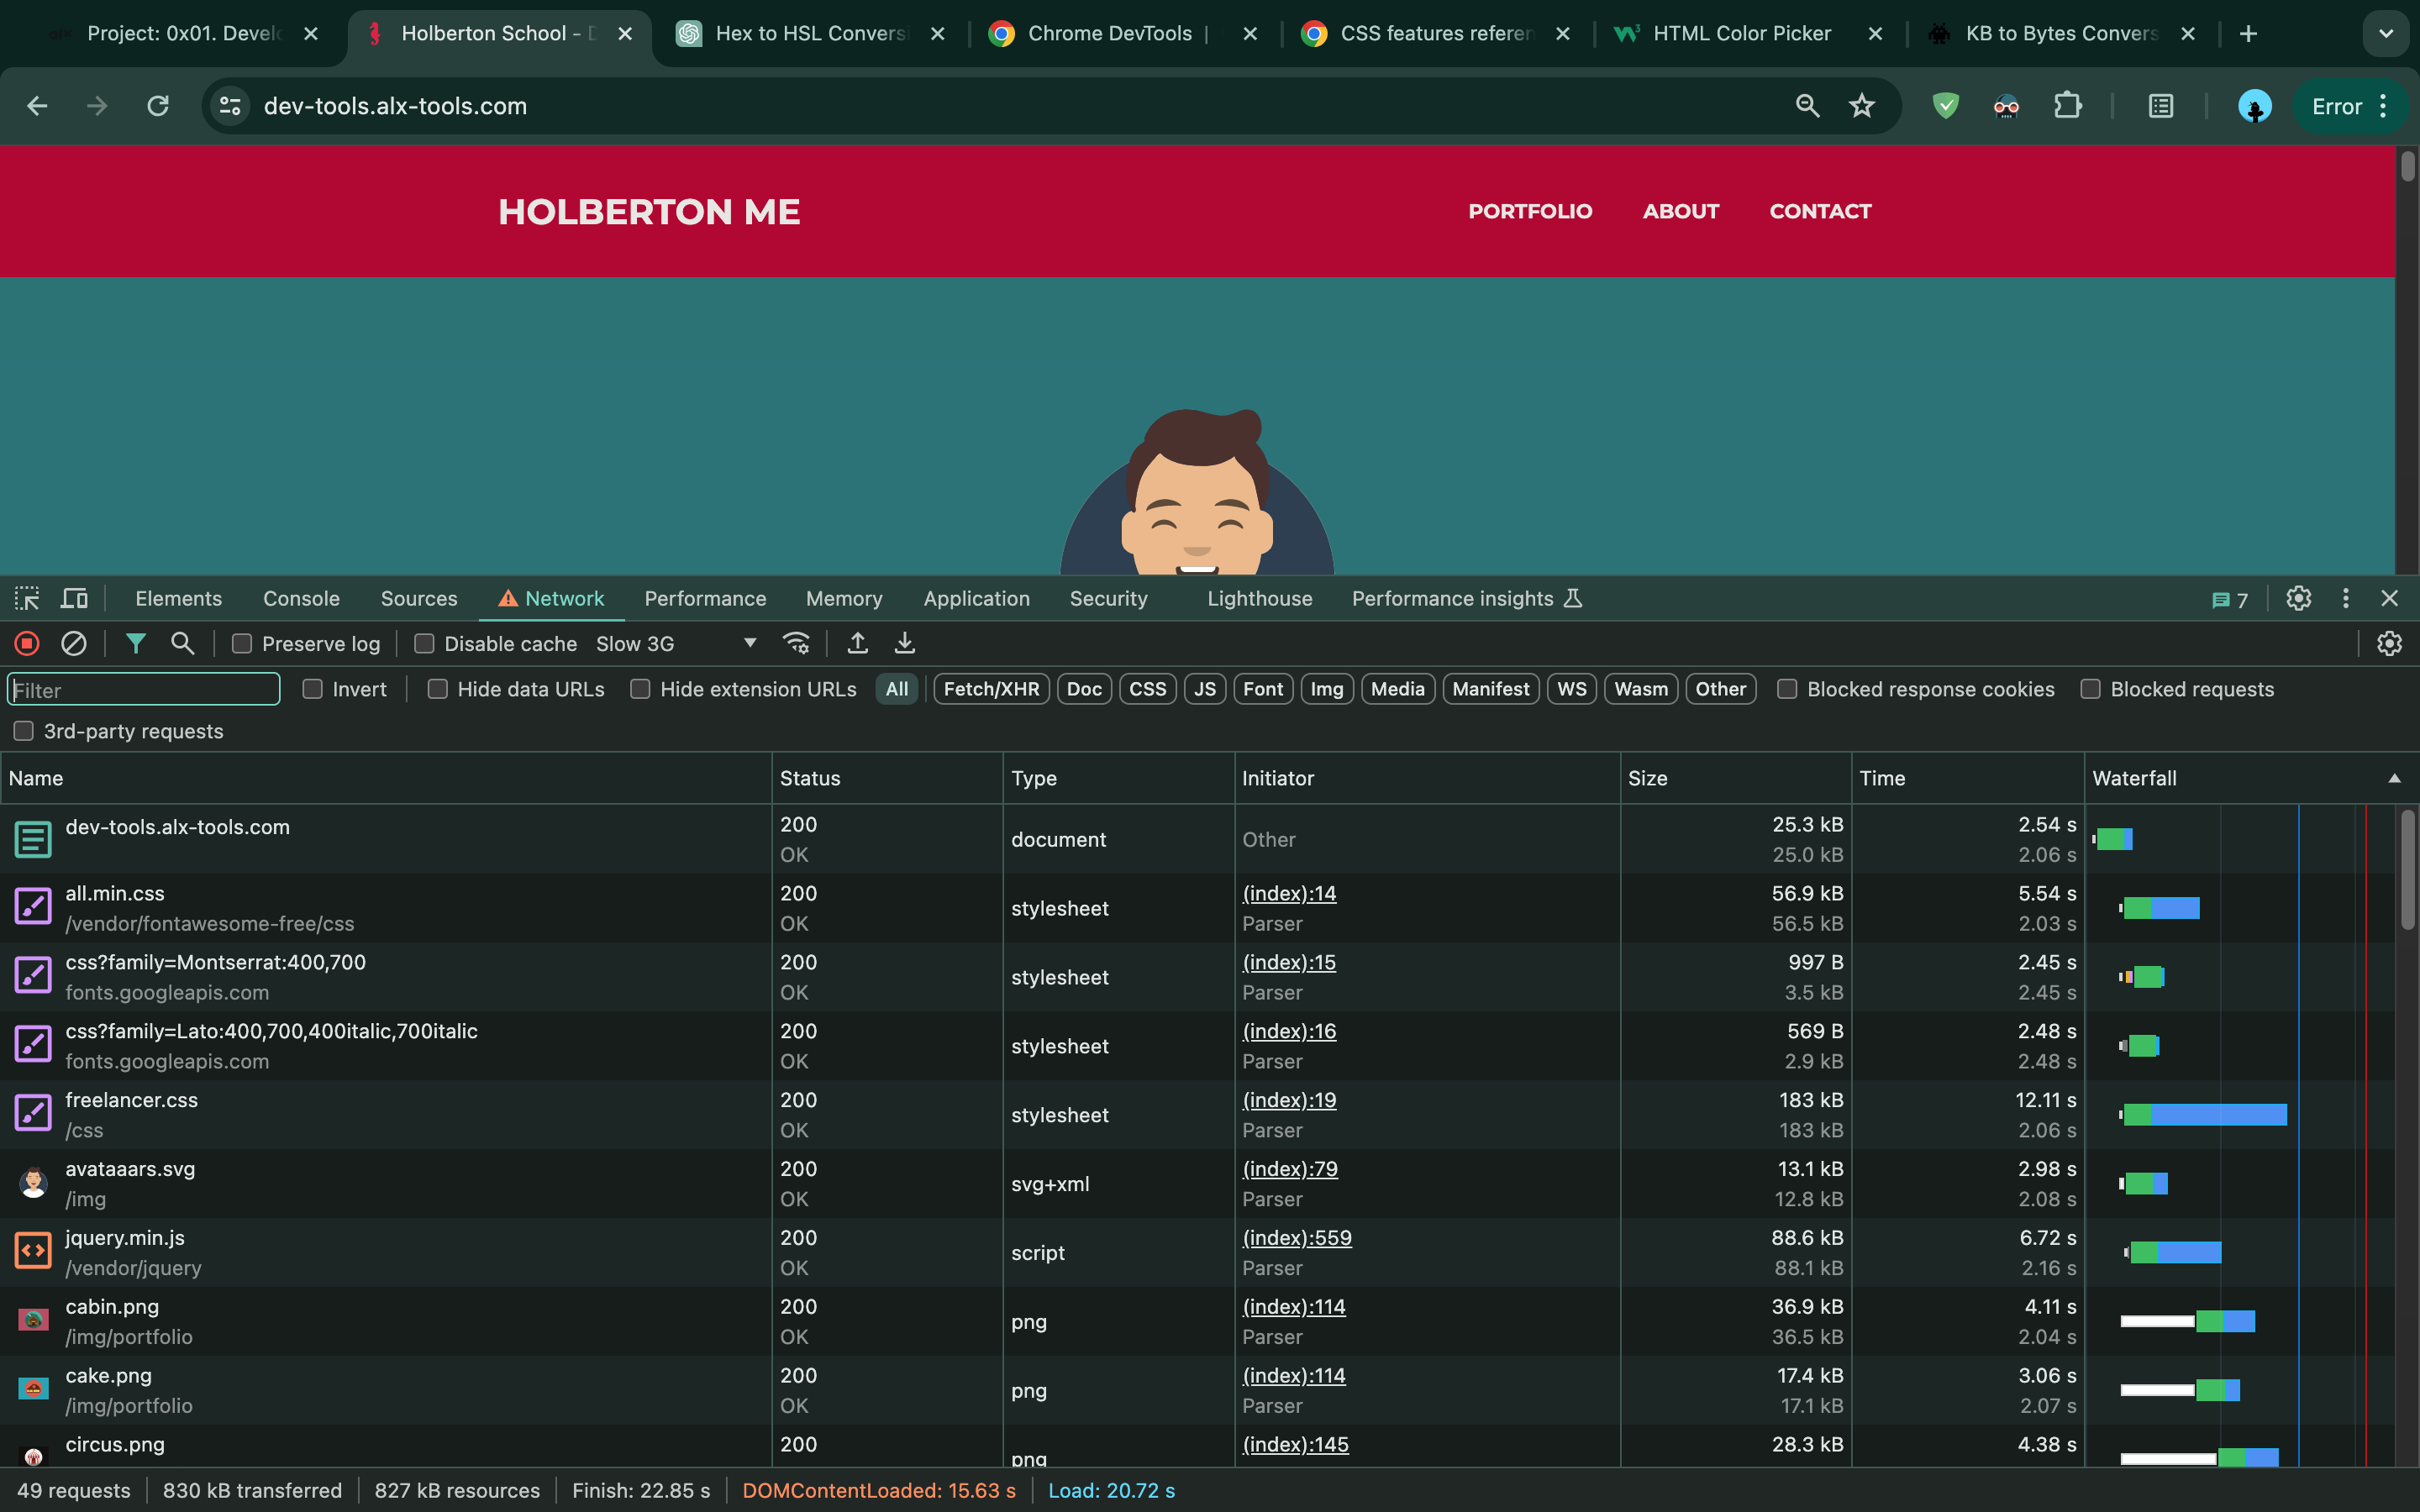 Project: 0x01. Develo
Holberton School - D
Hex to HSL Conversi
Chrome DevTools |
CSS features referen
HTML Color Picker
KB to Bytes Convers
dev-tools.alx-tools.com
Error
HOLBERTON ME
PORTFOLIO ABOUT CONTACT
Elements Console Sources Network Performance Memory Application Security Lighthouse Performance insights 7
Preserve log Disable cache Slow 3G
Filter Invert Hide data URLs Hide extension URLs All Fetch/XHR Doc CSS JS Font Img Media Manifest WS Wasm Other Blocked response cookies Blocked requests
3rd-party requests
Name Status Type Initiator Size Time Waterfall
dev-tools.alx-tools.com 200 OK document Other 25.3 kB 25.0 kB 2.54 s 2.06 s
all.min.css 200 (index):14 56.9 kB 5.54 s
/vendor/fontawesome-free/css OK stylesheet Parser 56.5 kB 2.03 s
css?family=Montserrat:400,700 200 (index):15 997 B 2.45 s
fonts.googleapis.com OK stylesheet Parser 3.5 kB 2.45 s
css?family=Lato:400,700,400italic,700italic 200 (index):16 569 B 2.48 s
fonts.googleapis.com OK stylesheet Parser 2.9 kB 2.48 s
freelancer.css 200 (index):19 183 kB 12.11 s
/css OK stylesheet Parser 183 kB 2.06 s
avataaars.svg 200 (index):79 13.1 kB 2.98 s
/img OK svg+xml Parser 12.8 kB 2.08 s
jquery.min.js 200 (index):559 88.6 kB 6.72 s
/vendor/jquery OK script Parser 88.1 kB 2.16 s
cabin.png 200 (index):114 36.9 kB 4.11 s
/img/portfolio OK png Parser 36.5 kB 2.04 s
cake.png 200 (index):114 17.4 kB 3.06 s
/img/portfolio OK png Parser 17.1 kB 2.07 s
circus.png 200 png (index):145 28.3 kB 4.38 s
49 requests 830 kB transferred 827 kB resources Finish: 22.85 s DOMContentLoaded: 15.63 s Load: 20.72 s